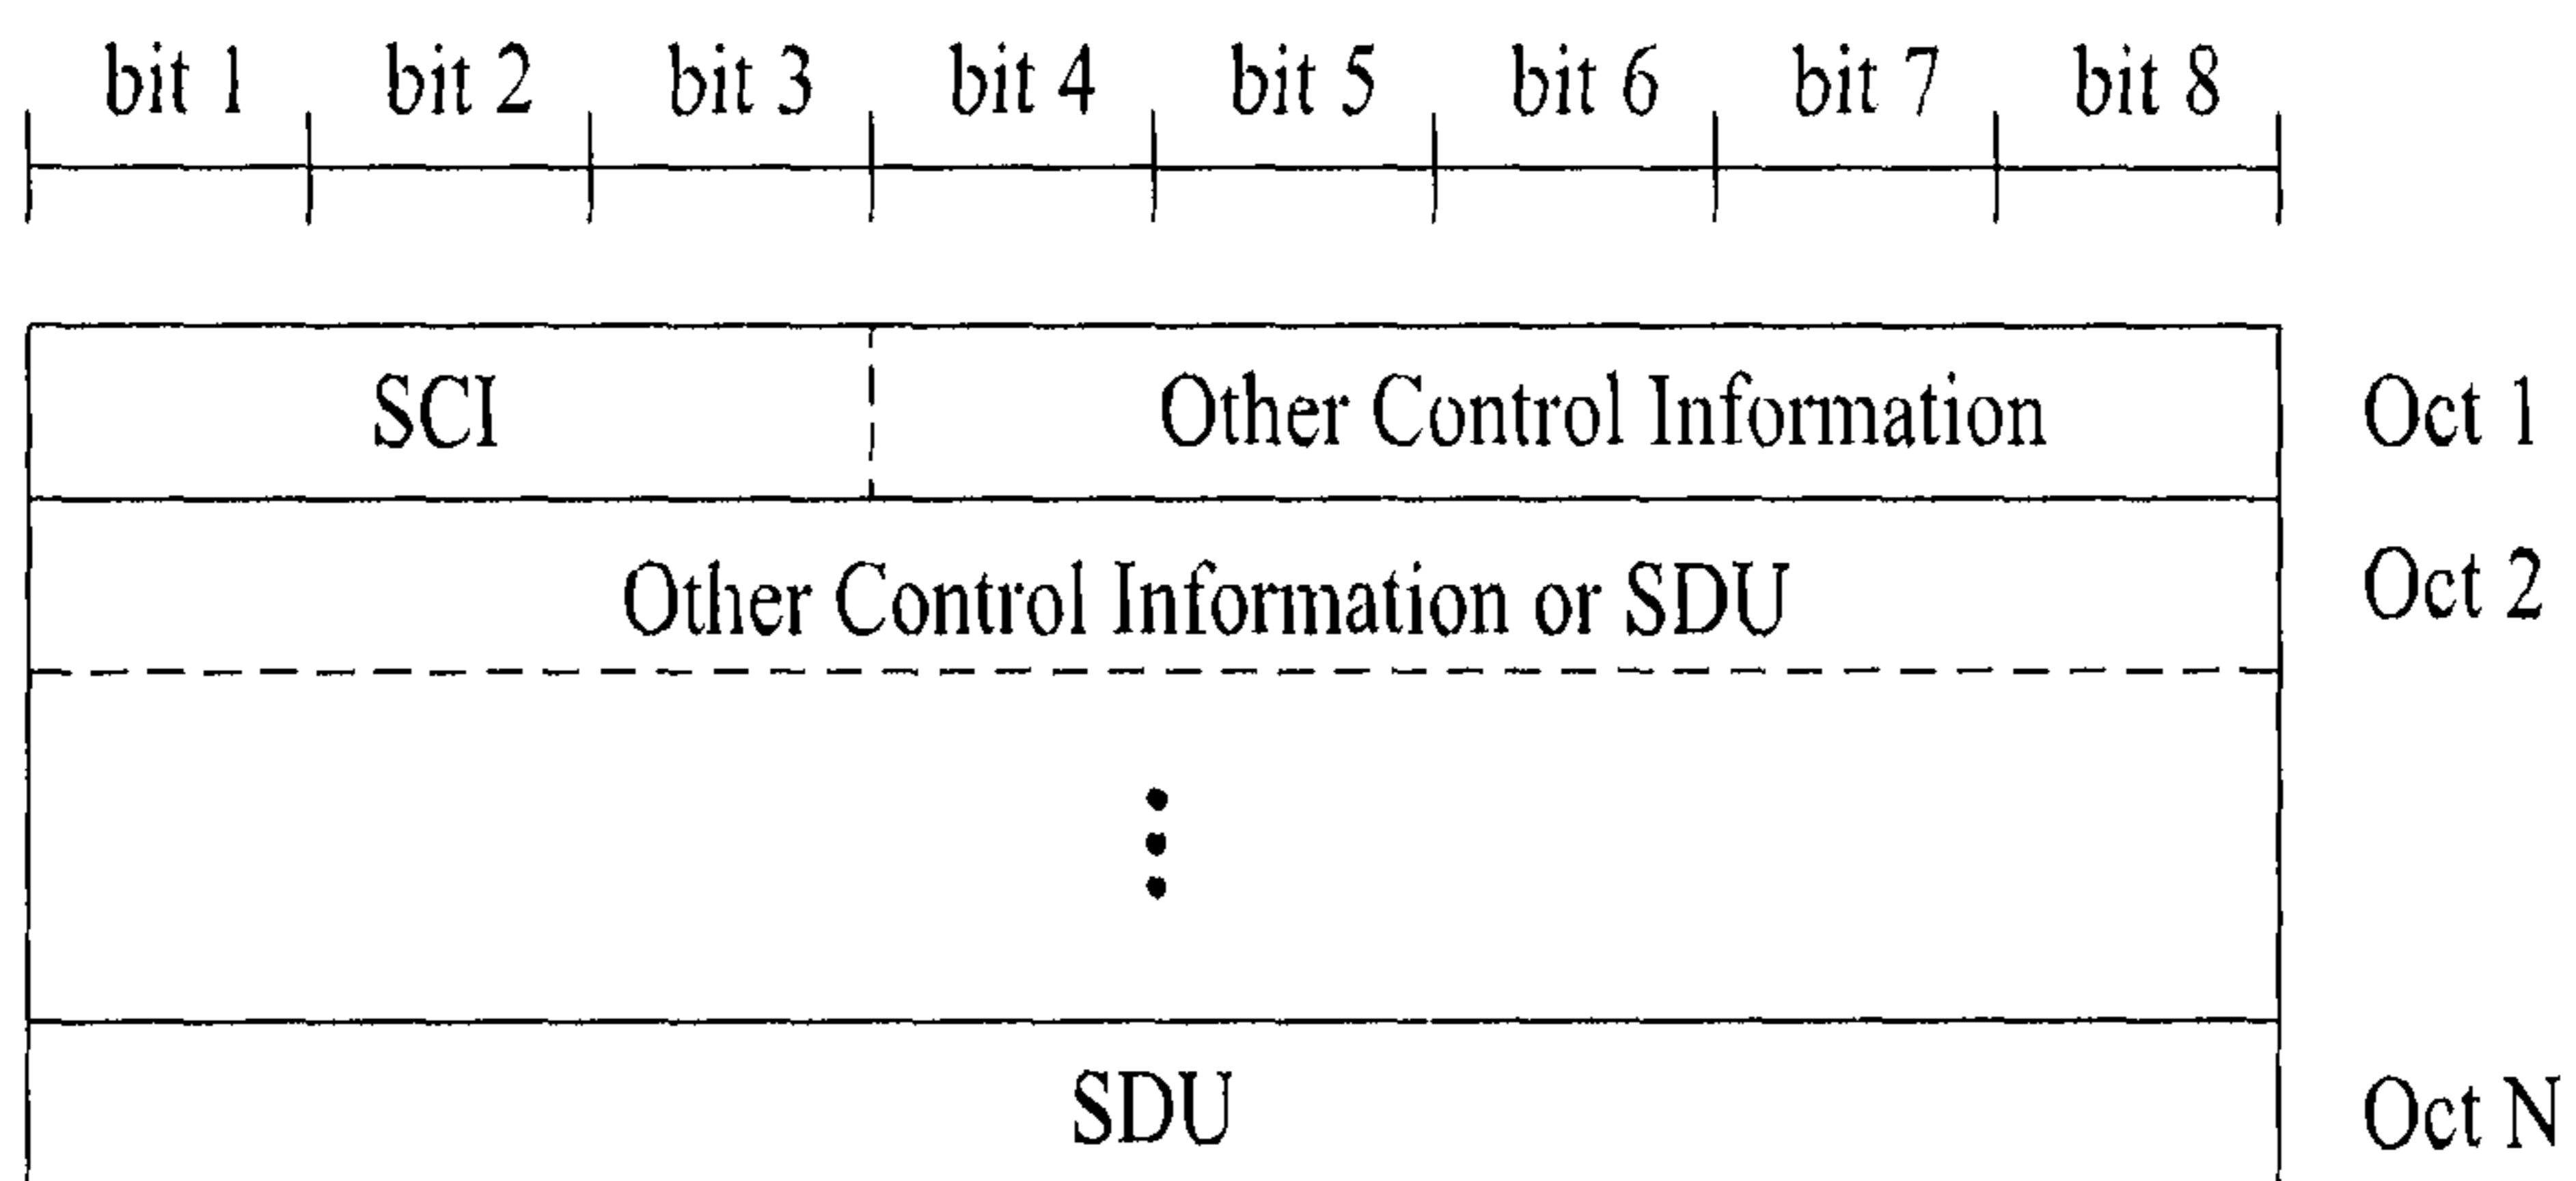 bit 1 bit 2 bit 3 bit 4 bit 5 bit 6 bit 7 bit 8
SCI Other Control Information Oct 1
Other Control Information or SDU Oct 2
SDU Oct N